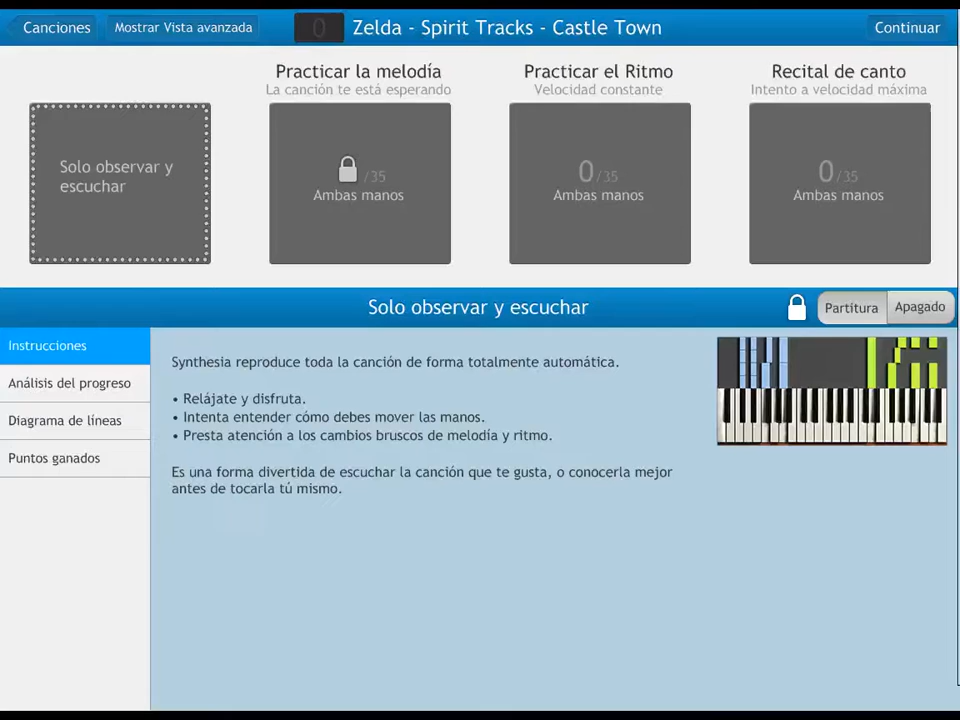 Canciones
Mostrar Vista avanzada
0
Zelda - Spirit Tracks - Castle Town
Continuar
Solo observar y
escuchar
Practicar la melodía
La canción te está esperando
/35
Ambas manos
Practicar el Ritmo
Velocidad constante
0/35
Ambas manos
Recital de canto
Intento a velocidad máxima
0/35
Ambas manos
Solo observar y escuchar
Partitura
Apagado
Instrucciones
Análisis del progreso
Diagrama de líneas
Puntos ganados
Synthesia reproduce toda la canción de forma totalmente automática.
• Relájate y disfruta.
• Intenta entender cómo debes mover las manos.
• Presta atención a los cambios bruscos de melodía y ritmo.
Es una forma divertida de escuchar la canción que te gusta, o conocerla mejor
antes de tocarla tú mismo.